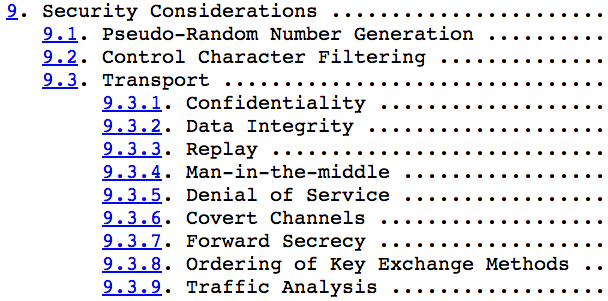 9. Security Considerations .......................
9.1. Pseudo-Random Number Generation ..........
9.2. Control Character Filtering ..............
9.3. Transport ................................
9.3.1. Confidentiality ...................
9.3.2. Data Integrity ....................
9.3.3. Replay ............................
9.3.4. Man-in-the-middle .................
9.3.5. Denial of Service .................
9.3.6. Covert Channels ...................
9.3.7. Forward Secrecy ...................
9.3.8. Ordering of Key Exchange Methods ..
9.3.9. Traffic Analysis ..................